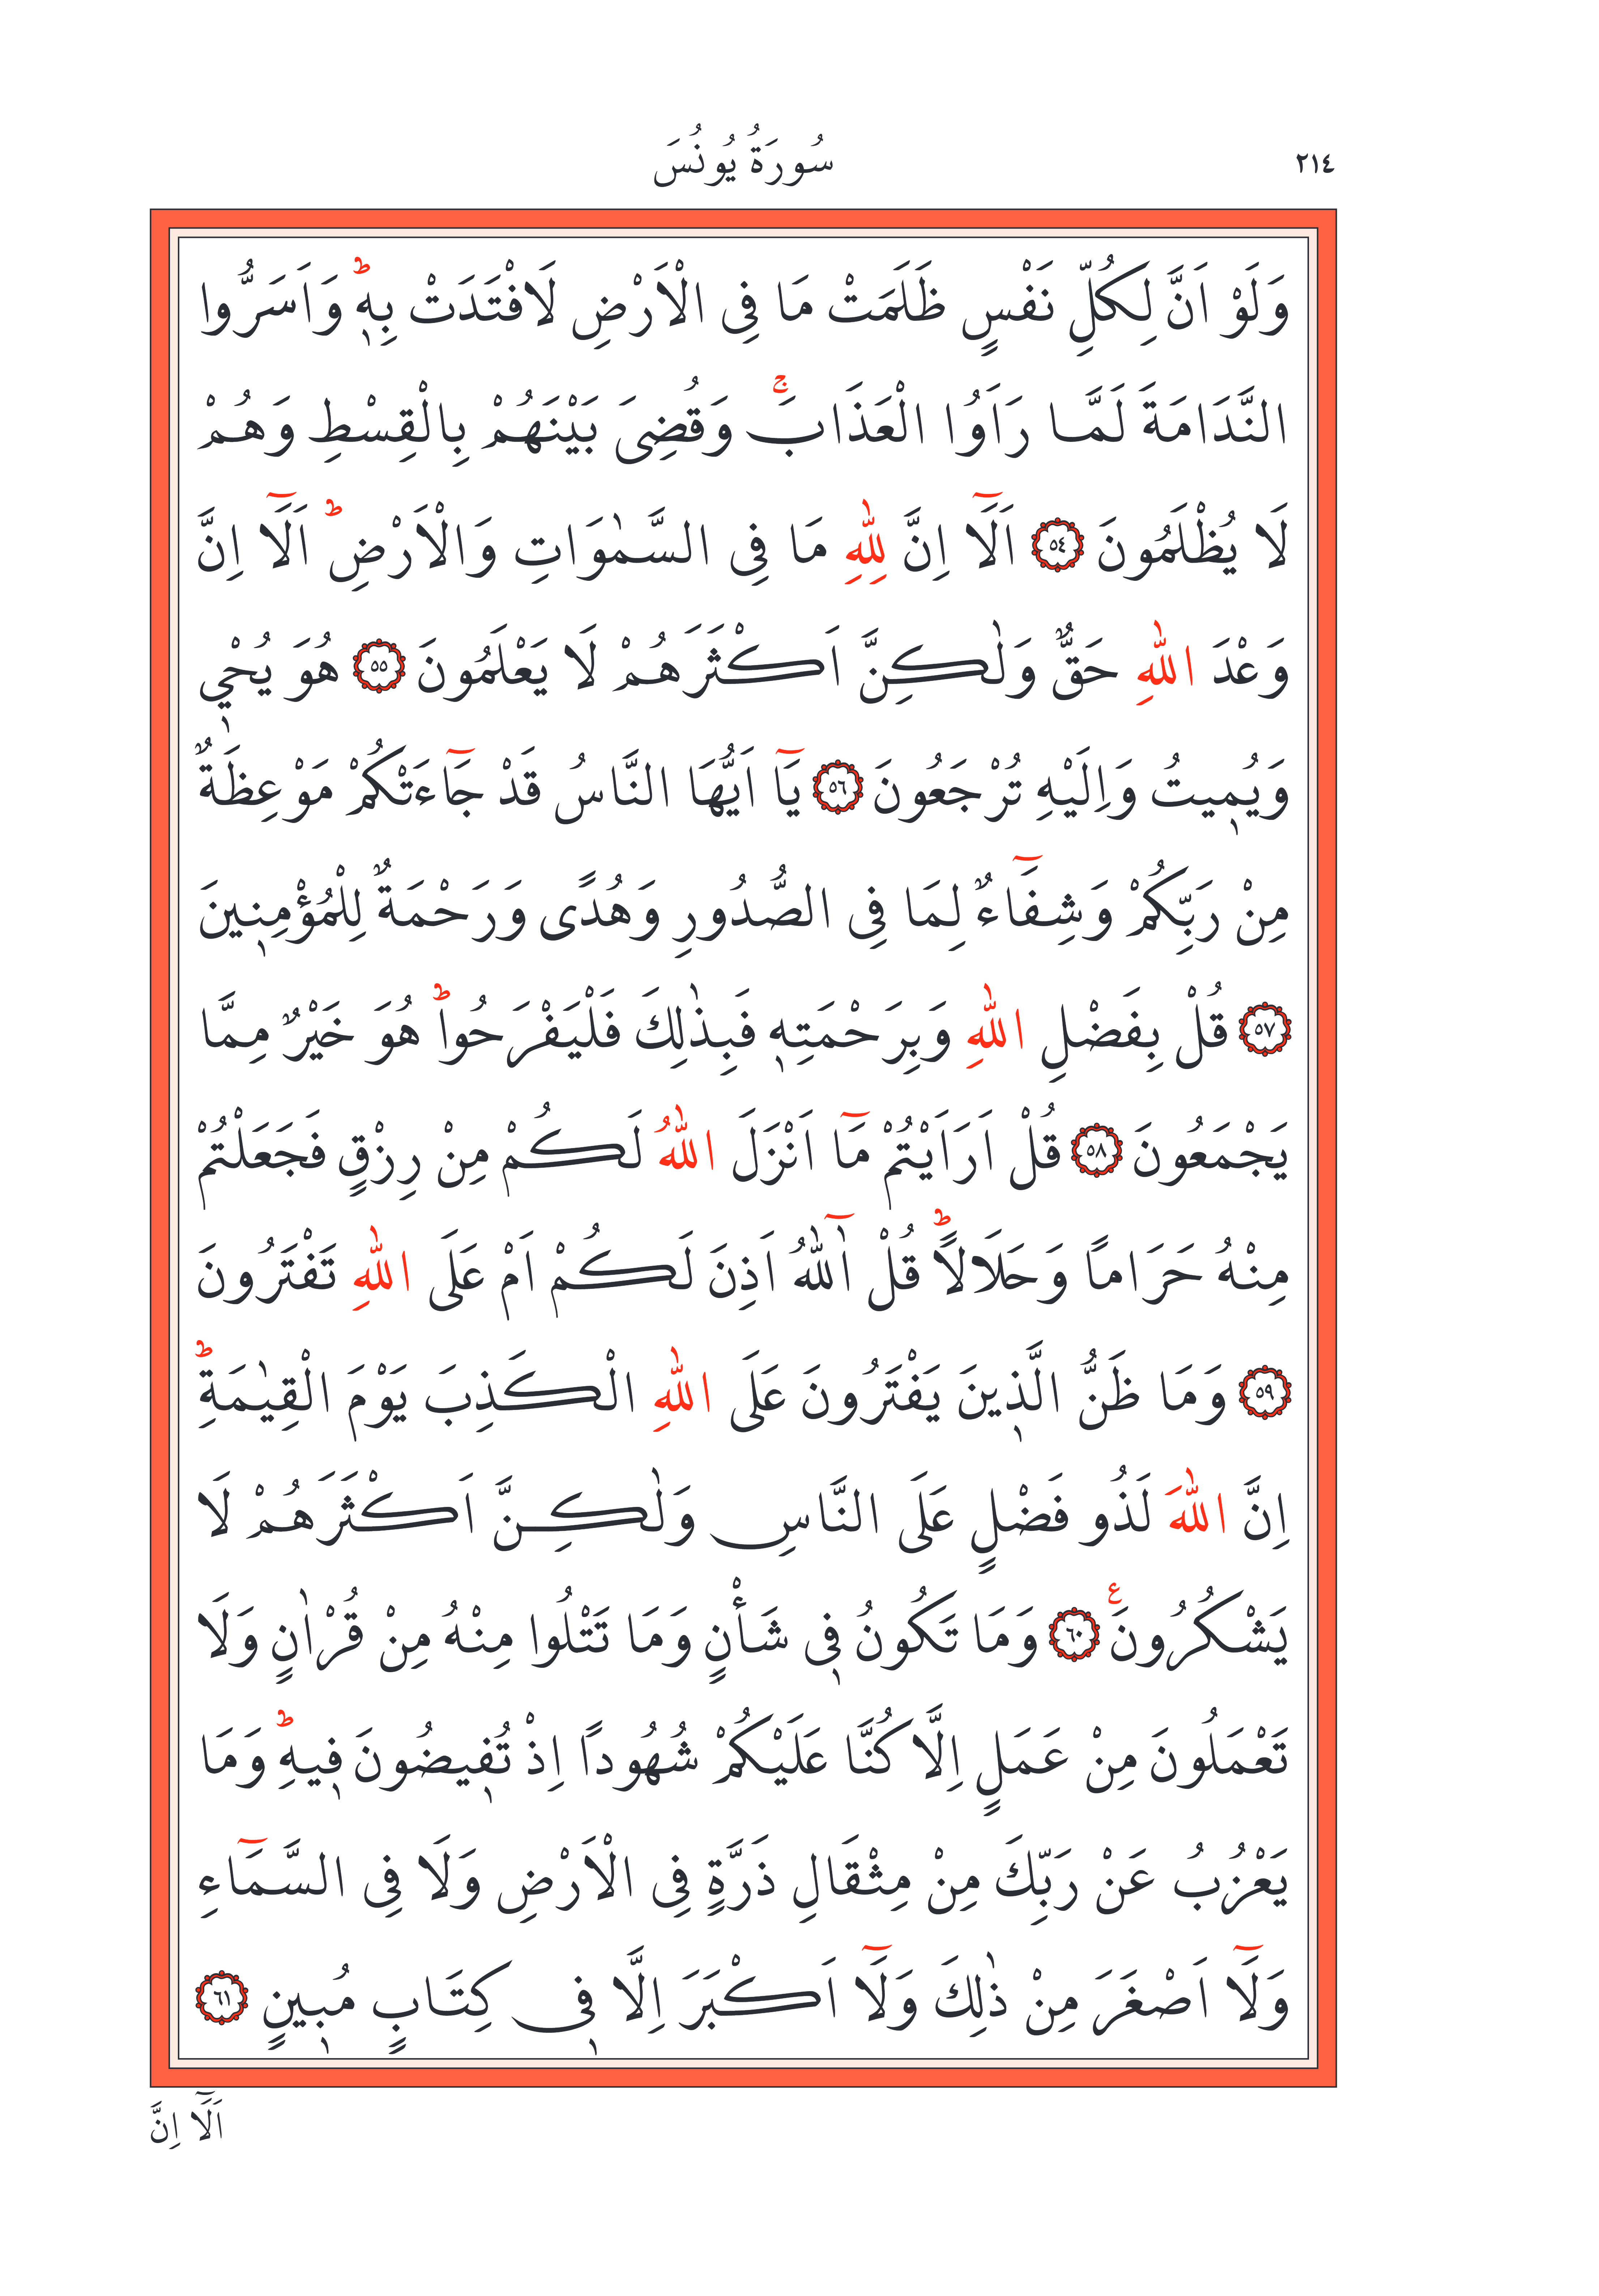 ٢١٤
سُورَةُ يُونُسَ
وَلَوْ اَنَّ لِكُلِّ نَفْسٍ ظَلَمَتْ مَا فِى الْاَرْضِ لَافْتَدَتْ بِهٖۜ وَاَسَرُّوا
النَّدَامَةَ لَمَّا رَاَوُا الْعَذَابَۚ وَقُضِىَ بَيْنَهُمْ بِالْقِسْطِ وَهُمْ
لَا يُظْلَمُونَ ﴿٥٤﴾ اَلَٓا اِنَّ لِلّٰهِ مَا فِى السَّمٰوَاتِ وَالْاَرْضِؕ اَلَٓا اِنَّ
وَعْدَ اللّٰهِ حَقٌّ وَلٰكِنَّ اَكْثَرَهُمْ لَا يَعْلَمُونَ ﴿٥٥﴾ هُوَ يُحْيٖ
وَيُمٖيتُ وَاِلَيْهِ تُرْجَعُونَ ﴿٥٦﴾ يَٓا اَيُّهَا النَّاسُ قَدْ جَٓاءَتْكُمْ مَوْعِظَةٌ
مِنْ رَبِّكُمْ وَشِفَٓاءٌ لِمَا فِى الصُّدُورِ وَهُدًى وَرَحْمَةٌ لِلْمُؤْمِنٖينَ
﴿٥٧﴾ قُلْ بِفَضْلِ اللّٰهِ وَبِرَحْمَتِهٖ فَبِذٰلِكَ فَلْيَفْرَحُواؕ هُوَ خَيْرٌ مِمَّا
يَجْمَعُونَ ﴿٥٨﴾ قُلْ اَرَاَيْتُمْ مَٓا اَنْزَلَ اللّٰهُ لَكُمْ مِنْ رِزْقٍ فَجَعَلْتُمْ
مِنْهُ حَرَامًا وَحَلَالًاؕ قُلْ آٰللّٰهُ اَذِنَ لَكُمْ اَمْ عَلَى اللّٰهِ تَفْتَرُونَ
﴿٥٩﴾ وَمَا ظَنُّ الَّذٖينَ يَفْتَرُونَ عَلَى اللّٰهِ الْكَذِبَ يَوْمَ الْقِيٰمَةِؕ
اِنَّ اللّٰهَ لَذُو فَضْلٍ عَلَى النَّاسِ وَلٰكِنَّ اَكْثَرَهُمْ لَا
يَشْكُرُونَ ع ﴿٦٠﴾ وَمَا تَكُونُ فٖى شَأْنٍ وَمَا تَتْلُوا مِنْهُ مِنْ قُرْاٰنٍ وَلَا
تَعْمَلُونَ مِنْ عَمَلٍ اِلَّا كُنَّا عَلَيْكُمْ شُهُودًا اِذْ تُفٖيضُونَ فٖيهِؕ وَمَا
يَعْزُبُ عَنْ رَبِّكَ مِنْ مِثْقَالِ ذَرَّةٍ فِى الْاَرْضِ وَلَا فِى السَّمَٓاءِ
وَلَٓا اَصْغَرَ مِنْ ذٰلِكَ وَلَٓا اَكْبَرَ اِلَّا فٖى كِتَابٍ مُبٖينٍ ﴿٦١﴾
اَلَٓا اِنَّ